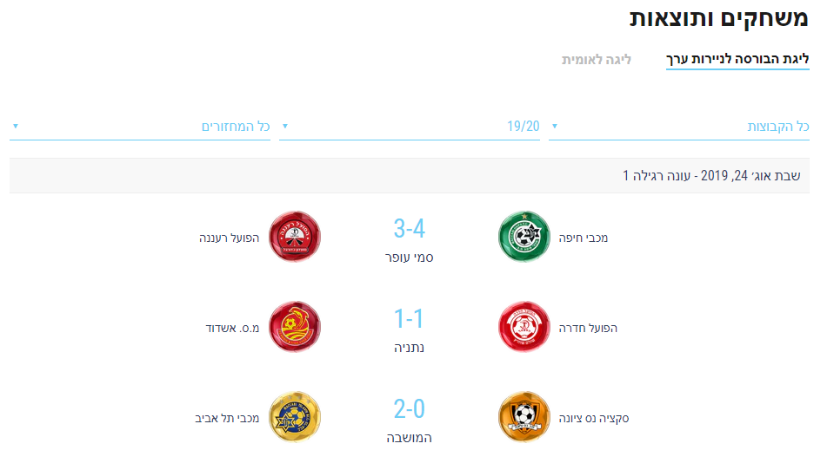 משחקים ותוצאות
ליגת הבורסה לניירות ערך
ליגה לאומית
כל הקבוצות
19/20
כל המחזורים
שבת אוג׳ 24, 2019 - עונה רגילה 1
מכבי חיפה
3-4
סמי עופר
הפועל רעננה
הפועל חדרה
1-1
נתניה
מ.ס. אשדוד
סקציה נס ציונה
2-0
המושבה
מכבי תל אביב